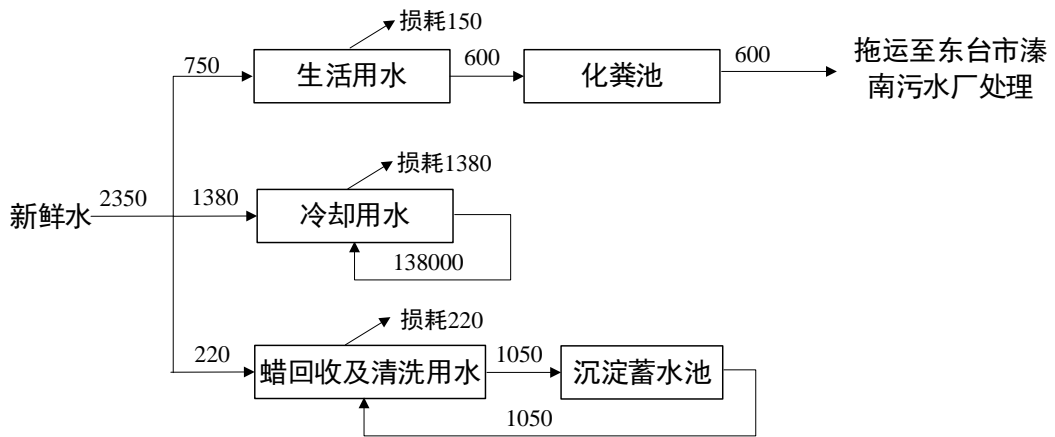 损耗150
750
生活用水
600
化粪池
600
拖运至东台市溱
南污水厂处理
损耗1380
新鲜水
2350
1380
冷却用水
138000
损耗220
220
蜡回收及清洗用水
1050
沉淀蓄水池
1050